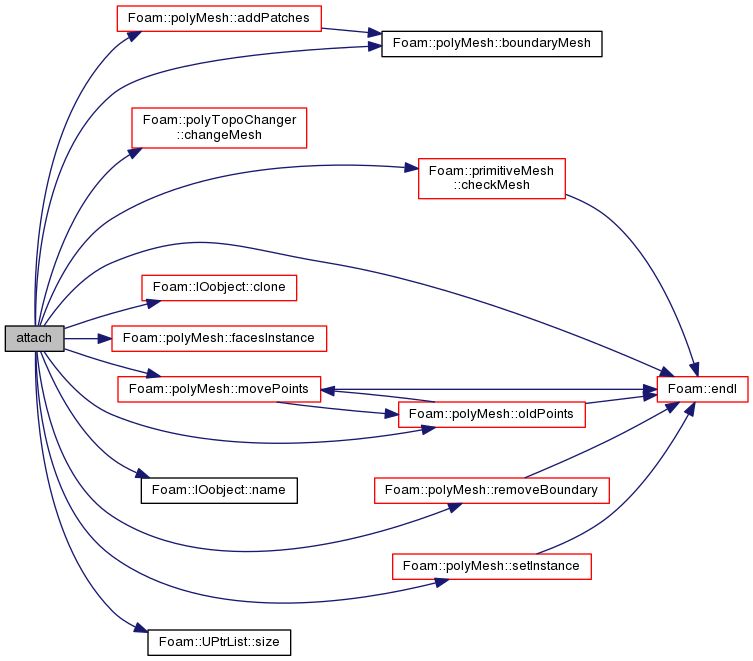 Foam::polyMesh::addPatches
Foam::polyMesh::boundaryMesh
Foam::polyTopoChanger
::changeMesh
Foam::primitiveMesh
::checkMesh
Foam::IOobject::clone
attach
Foam::polyMesh::facesInstance
Foam::polyMesh::movePoints
Foam::endl
Foam::polyMesh::oldPoints
Foam::IOobject::name
Foam::polyMesh::removeBoundary
Foam::polyMesh::setInstance
Foam::UPtrList::size